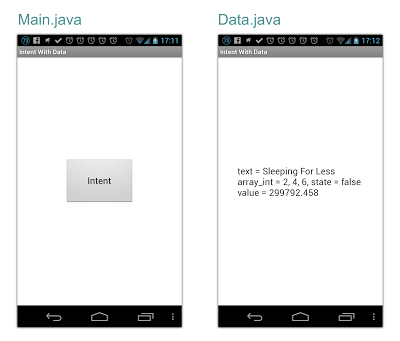 Main.java
17:11
Intent With Data
Intent
Data.java
17:12
Intent With Data
text = Sleeping For Less
array_int = 2, 4, 6, state = false
value = 299792.458